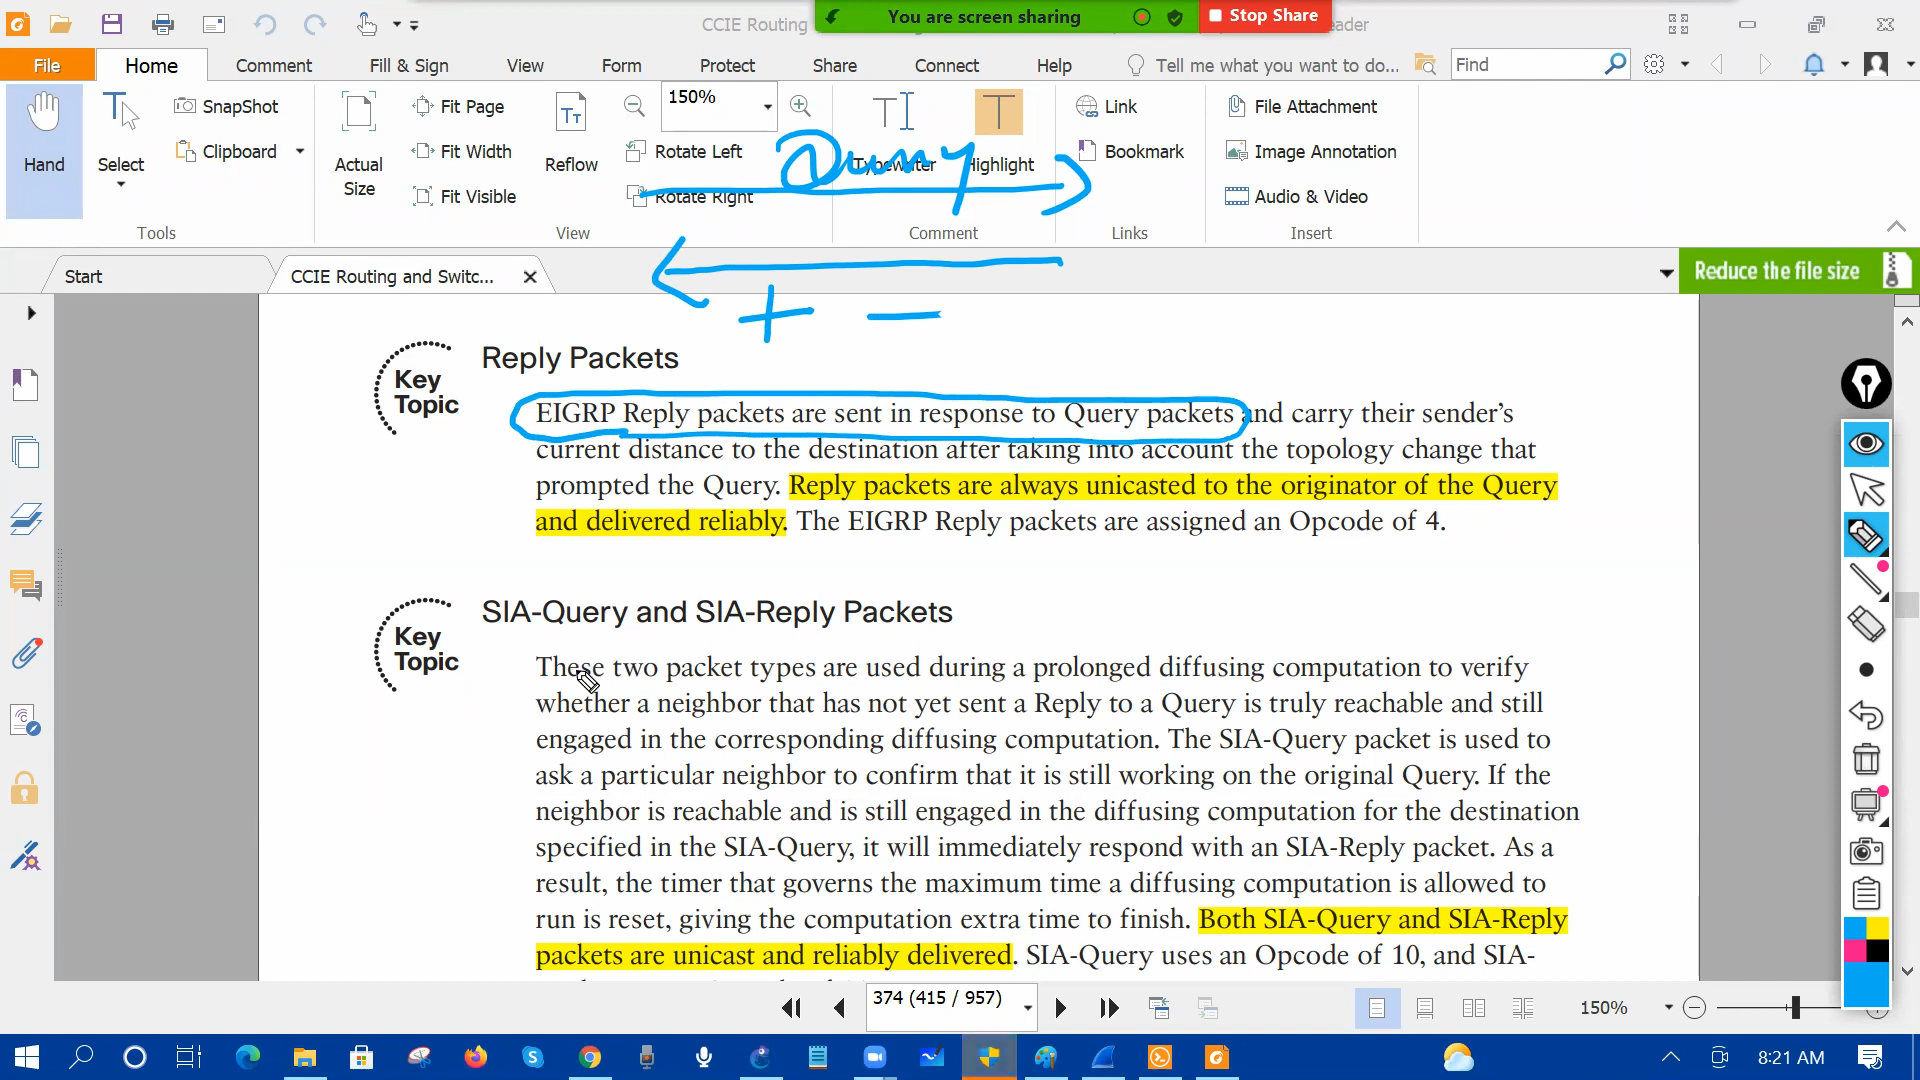 CCIE Routing
You are screen sharing
Stop Share
eader
File
Home
Comment
Fill & Sign
View
Form
Protect
Share
Connect
Help
Tell me what you want to do...
Find
Hand
Select
SnapShot
Clipboard
Tools
Actual
Size
Fit Page
Fit Width
Fit Visible
Reflow
150%
Rotate Left
Rotate Right
View
Query
Typewriter
Highlight
Comment
Link
Bookmark
Links
File Attachment
Image Annotation
Audio & Video
Insert
Start
CCIE Routing and Switc...
Reduce the file size
+ −
Key
Topic
Reply Packets
EIGRP Reply packets are sent in response to Query packets and carry their sender’s
current distance to the destination after taking into account the topology change that
prompted the Query. Reply packets are always unicasted to the originator of the Query
and delivered reliably. The EIGRP Reply packets are assigned an Opcode of 4.
Key
Topic
SIA-Query and SIA-Reply Packets
These two packet types are used during a prolonged diffusing computation to verify
whether a neighbor that has not yet sent a Reply to a Query is truly reachable and still
engaged in the corresponding diffusing computation. The SIA-Query packet is used to
ask a particular neighbor to confirm that it is still working on the original Query. If the
neighbor is reachable and is still engaged in the diffusing computation for the destination
specified in the SIA-Query, it will immediately respond with an SIA-Reply packet. As a
result, the timer that governs the maximum time a diffusing computation is allowed to
run is reset, giving the computation extra time to finish. Both SIA-Query and SIA-Reply
packets are unicast and reliably delivered. SIA-Query uses an Opcode of 10, and SIA-
374 (415 / 957)
150%
8:21 AM